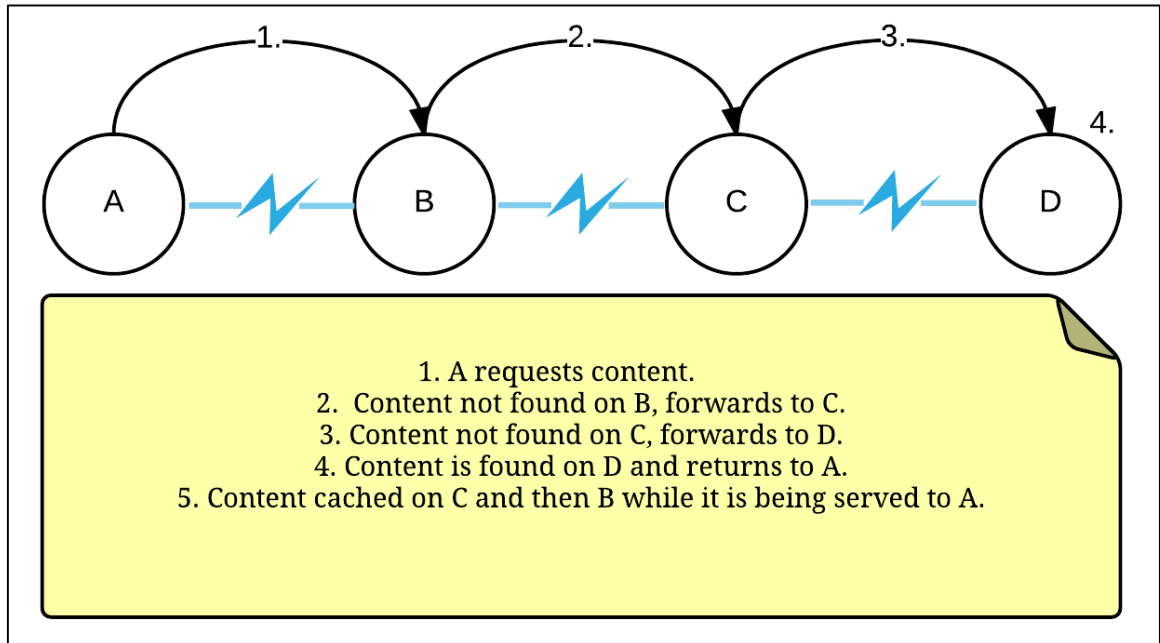 1.
2.
3.
4.
A
B
C
D
1. A requests content.
2. Content not found on B, forwards to C.
3. Content not found on C, forwards to D.
4. Content is found on D and returns to A.
5. Content cached on C and then B while it is being served to A.